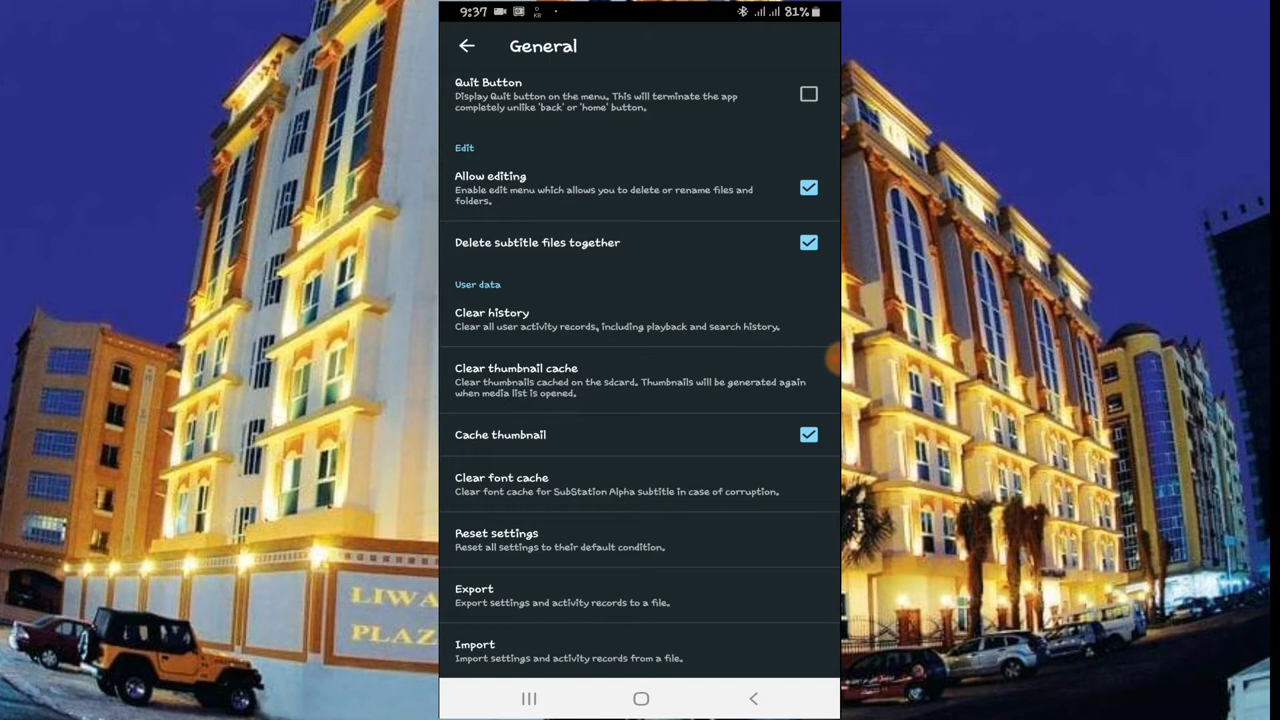 9:37
KB
81%
General
Quit Button
Display Quit button on the menu. This will terminate the app
completely unlike 'back' or 'home' button.
Edit
Allow editing
Enable edit menu which allows you to delete or rename files and
folders.
Delete subtitle files together
User data
Clear history
Clear all user activity records, including playback and search history.
Clear thumbnail cache
Clear thumbnails cached on the sdcard. Thumbnails will be generated again
when media list is opened.
Cache thumbnail
Clear font cache
Clear font cache for SubStation Alpha subtitle in case of corruption.
Reset settings
Reset all settings to their default condition.
Export
Export settings and activity records to a file.
Import
Import settings and activity records from a file.
LIWA
PLAZ